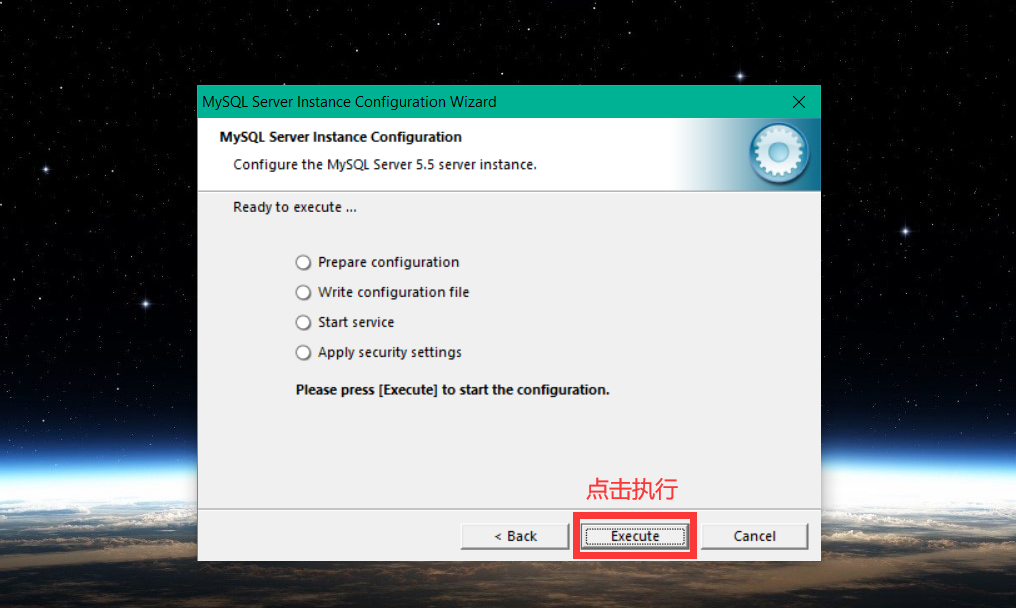 MySQL Server Instance Configuration Wizard
MySQL Server Instance Configuration
Configure the MySQL Server 5.5 server instance.
Ready to execute ...
Prepare configuration
Write configuration file
Start service
Apply security settings
Please press [Execute] to start the configuration.
点击执行
< Back
Execute
Cancel